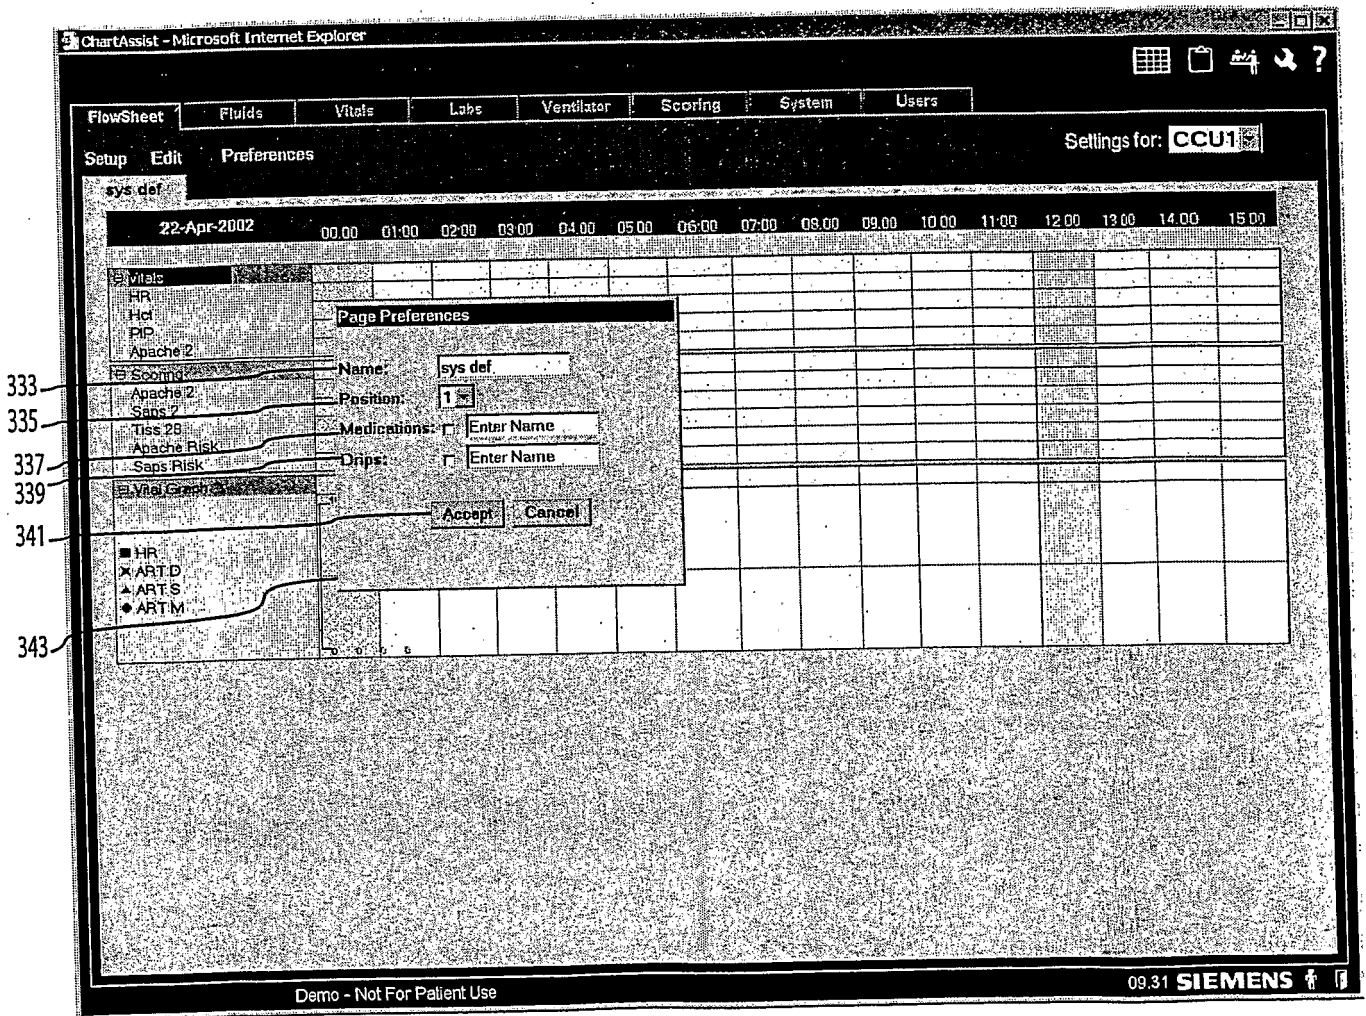 ChartAssist – Microsoft Internet Explorer
?
FlowSheet Fluids Vitals Labs Ventilator Scoring System Users
Settings for: CCU1
Setup Edit Preferences
sys def
22-Apr-2002 00.00 01:00 02:00 03:00 04.00 05 00 06:00 07:00 08.00 09.00 10 00 11:00 12 00 13 00 14.00 15 00
vitals
HR
Hct
PIP
Apache 2
Scoring
Apache 2
Saps 2
Tiss 28
Apache Risk
Saps Risk
Vital Graph
HR
ART D
ART S
ART M
Page Preferences
Name: sys def
Position: 1
Medications: Enter Name
Drips: Enter Name
Accept Cancel
333
335
337
339
341
343
Demo - Not For Patient Use
09.31 SIEMENS